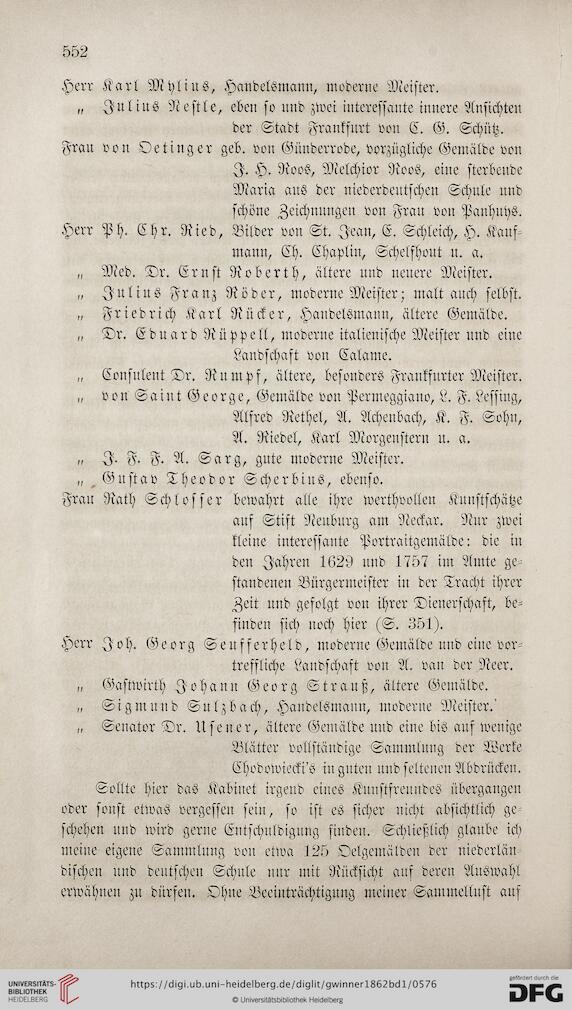 552
Herr Karl Mylius, Handelsmann, moderne Meister.
„ Julius Nestle, eben so und zwei interessante innere Ansichten
der Stadt Frankfurt von C. G. Schütz.
Frau von Oetinger geb. von Günderrode, vorzügliche Gemälde von
J. H. Roos, Melchior Roos, eine sterbende
Maria aus der niederdeutschen Schule und
schöne Zeichnungen von Frau von Panhuys.
Herr Ph. Chr. Ried, Bilder von St. Jean, E. Schleich, H. Kauf-
mann, Ch. Chaplin, Schelfhout u. a.
„ Med. Dr. Ernst Roberth, ältere und neuere Meister.
„ Julius Franz Röder, moderne Meister; malt auch selbst.
„ Friedrich Karl Rücker, Handelsmann, ältere Gemälde.
„ Dr. Eduard Rüppell, moderne italienische Meister und eine
Landschaft von Calame.
„ Consulent Dr. Rumpf, ältere, besonders Frankfurter Meister.
„ von Saint George, Gemälde von Permeggiano, L. F. Lessing,
Alfred Rethel, A. Achenbach, K. F. Sohn,
A. Riedel, Karl Morgenstern u. a.
„ J. F. F. A. Sarg, gute moderne Meister.
„ Gustav Theodor Scherbius, ebenso.
Frau Rath Schlosser bewahrt alle ihre werthvollen Kunstschätze
auf Stift Neuburg am Neckar. Nur zwei
kleine interessante Portraitgemälde: die in
den Jahren 1629 und 1757 im Amte ge-
standenen Bürgermeister in der Tracht ihrer
Zeit und gefolgt von ihrer Dienerschaft, be-
finden sich noch hier (S. 351).
Herr Joh. Georg Seufferheld, moderne Gemälde und eine vor-
treffliche Landschaft von A. van der Neer.
„ Gastwirth Johann Georg Strauß, ältere Gemälde.
„ Sigmund Sulzbach, Handelsmann, moderne Meister.
„ Senator Dr. Usener, ältere Gemälde und eine bis auf wenige
Blätter vollständige Sammlung der Werke
Chodowiecki's in guten und seltenen Abdrücken.
Sollte hier das Kabinet irgend eines Kunstfreundes übergangen
oder sonst etwas vergessen sein, so ist es sicher nicht absichtlich ge-
schehen und wird gerne Entschuldigung finden. Schließlich glaube ich
meine eigene Sammlung von etwa 125 Oelgemälden der niederlän-
dischen und deutschen Schule nur mit Rücksicht auf deren Auswahl
erwähnen zu dürfen. Ohne Beeinträchtigung meiner Sammellust auf
UNIVERSITÄTS-
BIBLIOTHEK
HEIDELBERG
https://digi.ub.uni-heidelberg.de/diglit/gwinner1862bd1/0576
© Universitätsbibliothek Heidelberg
gefördert durch die
DFG